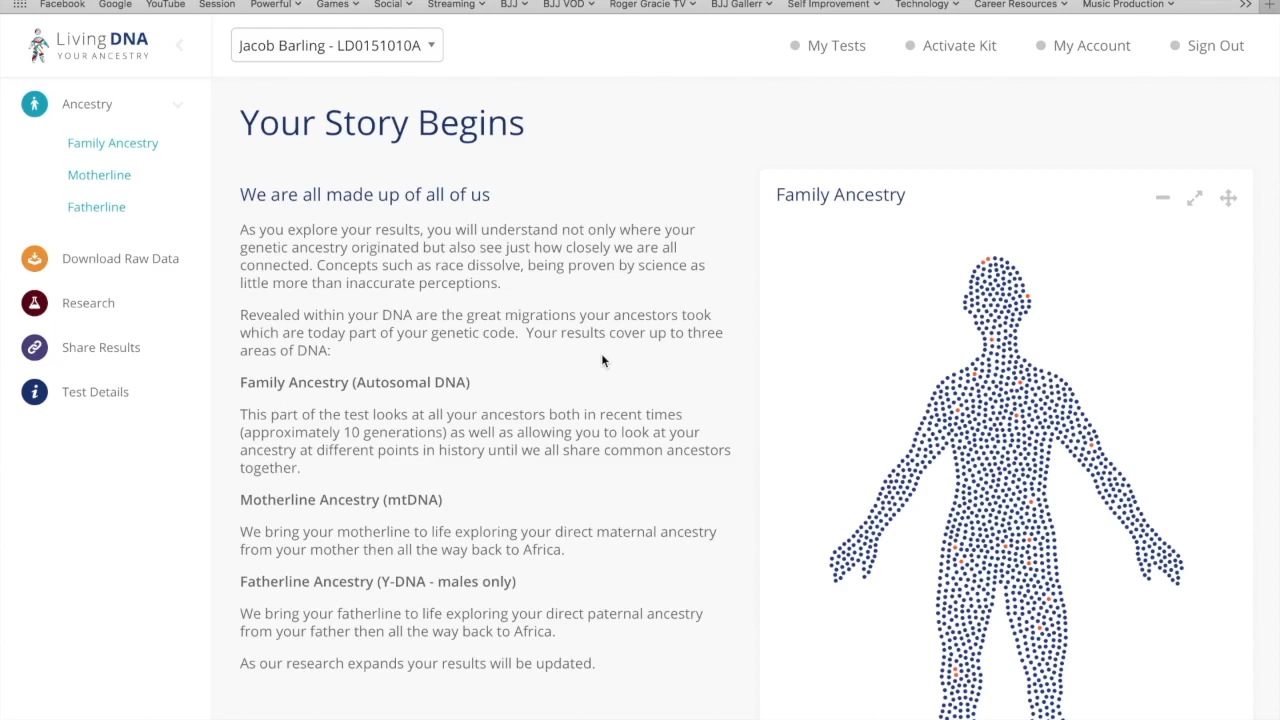 Facebook Google YouTube Session Powerful Games Social Streaming BJJ BJJ VOD Roger Gracie TV BJJ Gallerr Self Improvement Technology Career Resources Music Production
Living DNA
YOUR ANCESTRY
Jacob Barling - LD0151010A
My Tests
Activate Kit
My Account
Sign Out
Ancestry
Family Ancestry
Motherline
Fatherline
Download Raw Data
Research
Share Results
Test Details
Your Story Begins
We are all made up of all of us
As you explore your results, you will understand not only where your
genetic ancestry originated but also see just how closely we are all
connected. Concepts such as race dissolve, being proven by science as
little more than inaccurate perceptions.
Revealed within your DNA are the great migrations your ancestors took
which are today part of your genetic code.  Your results cover up to three
areas of DNA:
Family Ancestry (Autosomal DNA)
This part of the test looks at all your ancestors both in recent times
(approximately 10 generations) as well as allowing you to look at your
ancestry at different points in history until we all share common ancestors
together.
Motherline Ancestry (mtDNA)
We bring your motherline to life exploring your direct maternal ancestry
from your mother then all the way back to Africa.
Fatherline Ancestry (Y-DNA - males only)
We bring your fatherline to life exploring your direct paternal ancestry
from your father then all the way back to Africa.
As our research expands your results will be updated.
Family Ancestry